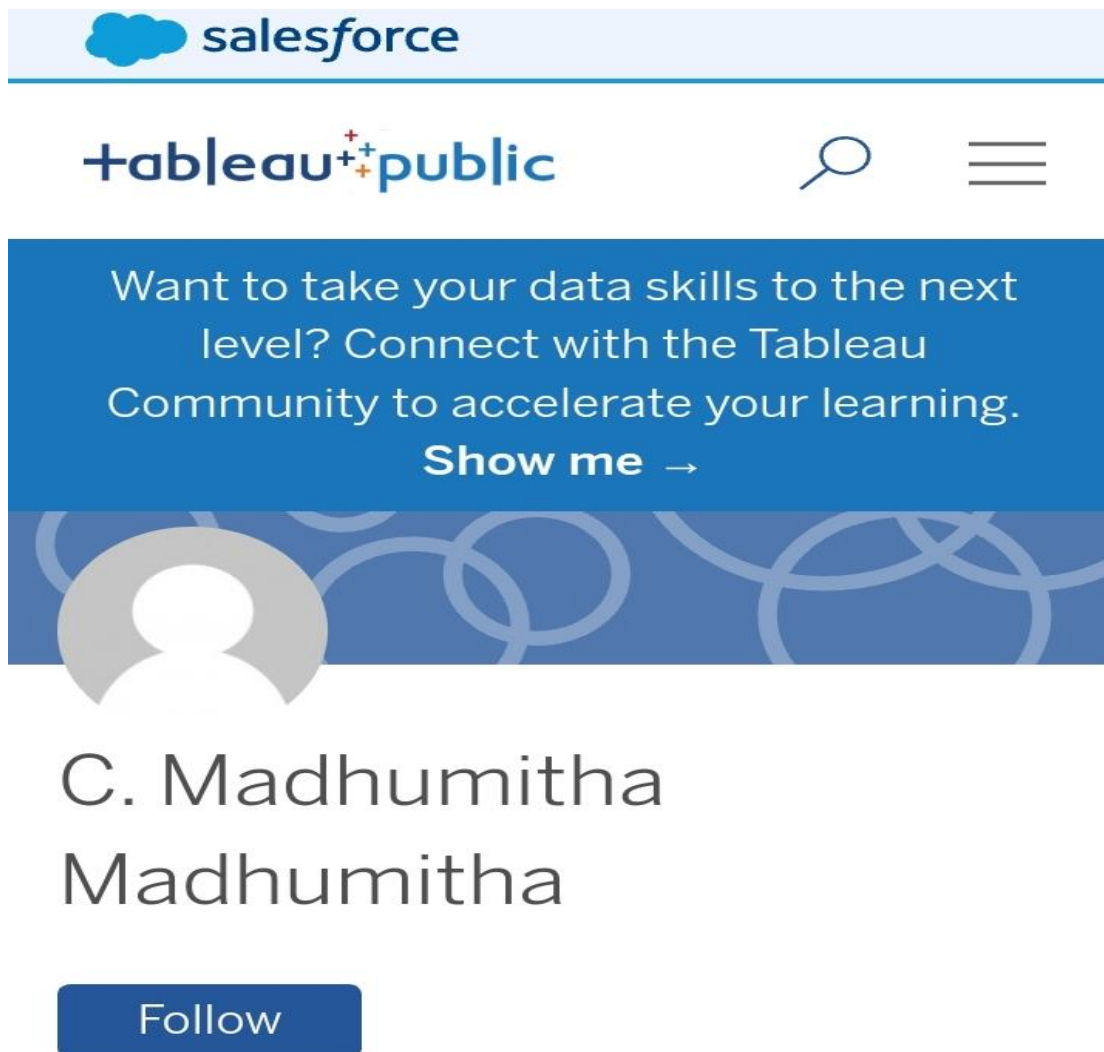 salesforce
+ableau public
Want to take your data skills to the next
level? Connect with the Tableau
Community to accelerate your learning.
Show me →
C. Madhumitha
Madhumitha
Follow